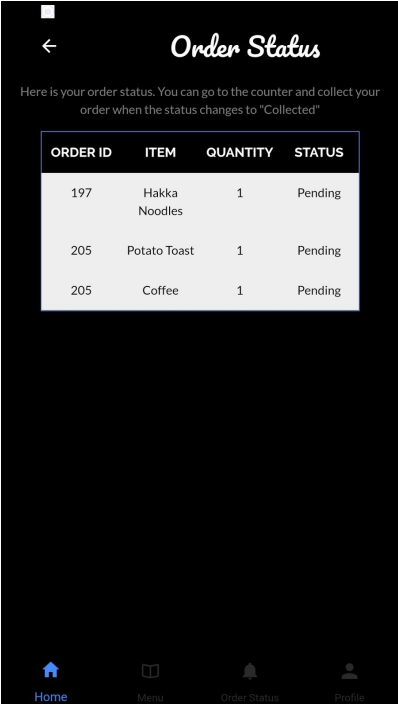 Order Status
Here is your order status. You can go to the counter and collect your
order when the status changes to "Collected"
ORDER ID ITEM QUANTITY STATUS
197 Hakka 1 Pending
Noodles
205 Potato Toast 1 Pending
205 Coffee 1 Pending
Home Menu Order Status Profile